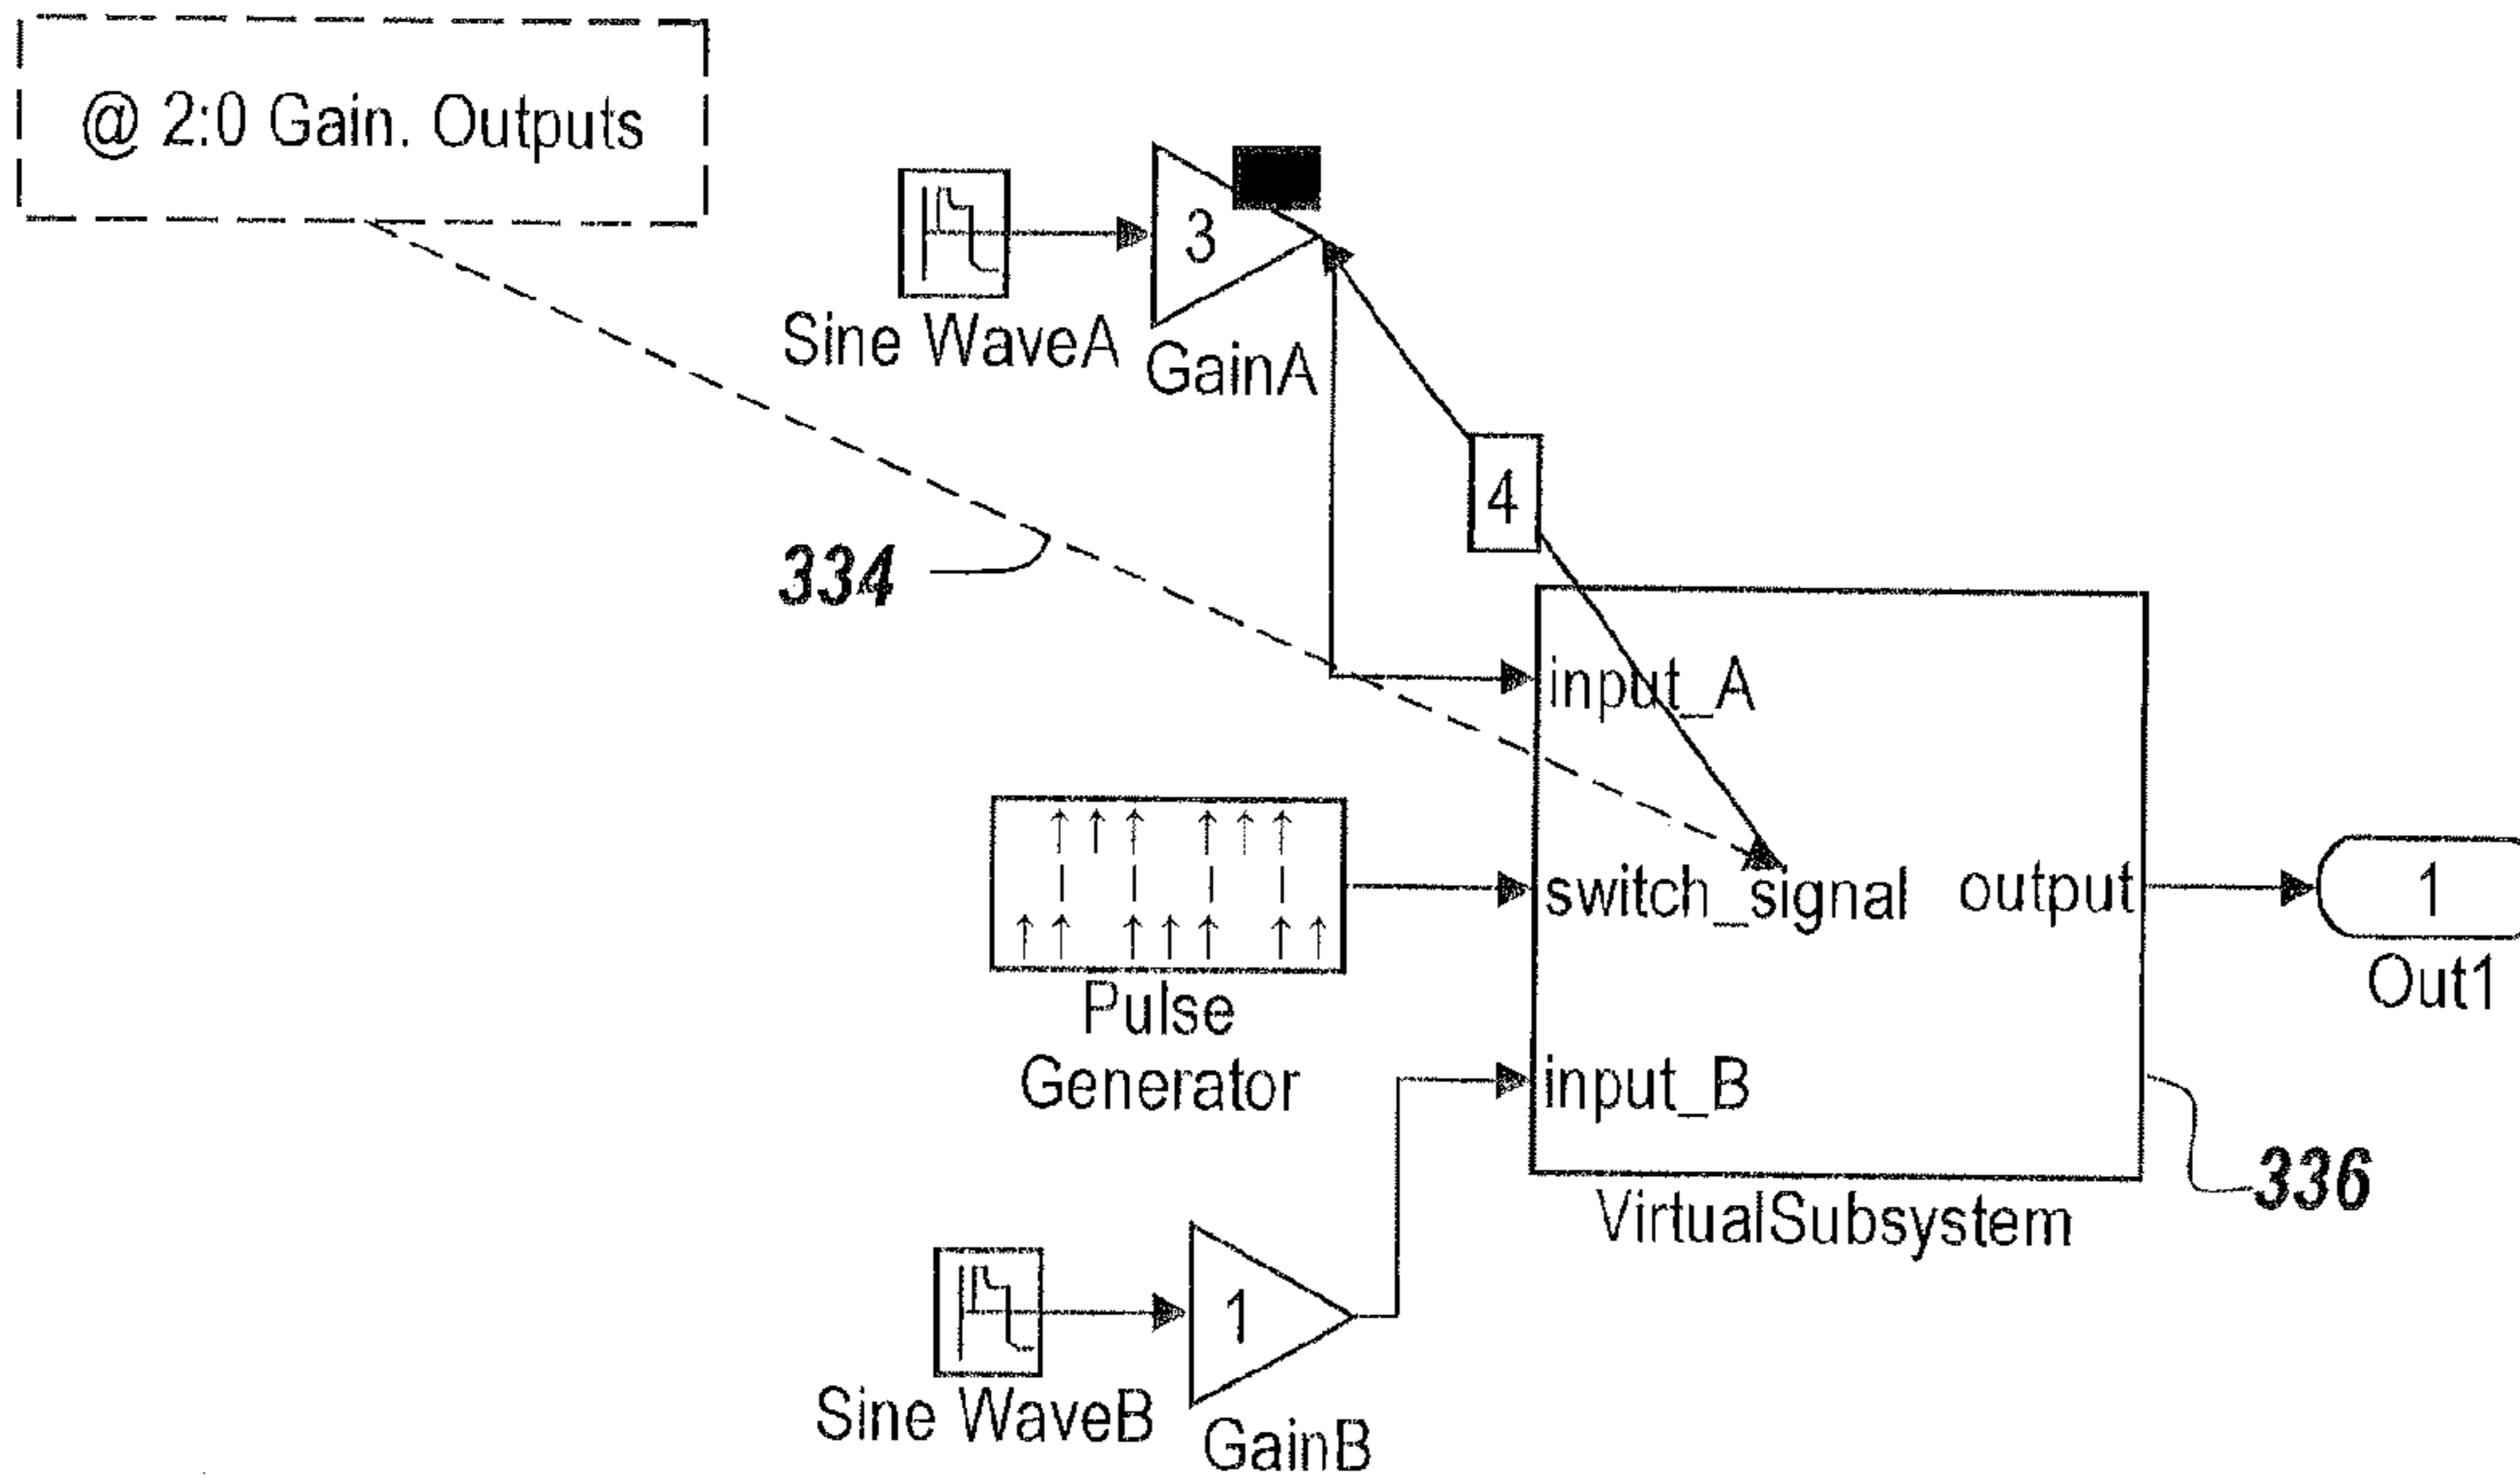 @ 2:0 Gain. Outputs
3
Sine WaveA
GainA
4
334
input_A
switch_signal
output
1
Out1
Pulse
Generator
input_B
336
VirtualSubsystem
1
Sine WaveB
GainB